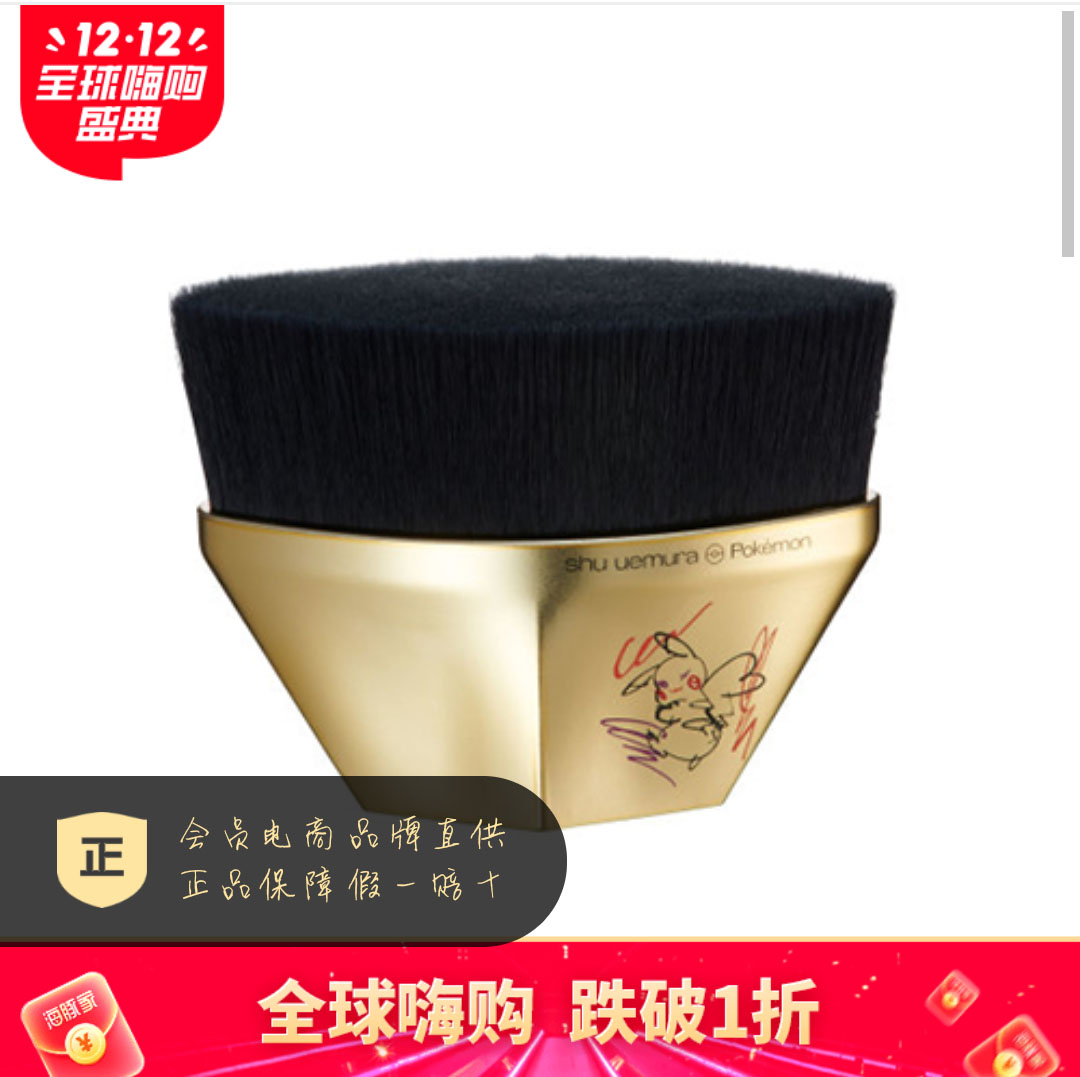 12·12
全球嗨购
盛典
shu uemura Pokémon
正
会员电商品牌直供
正品保障假一赔十
海豚家
全球嗨购 跌破1折